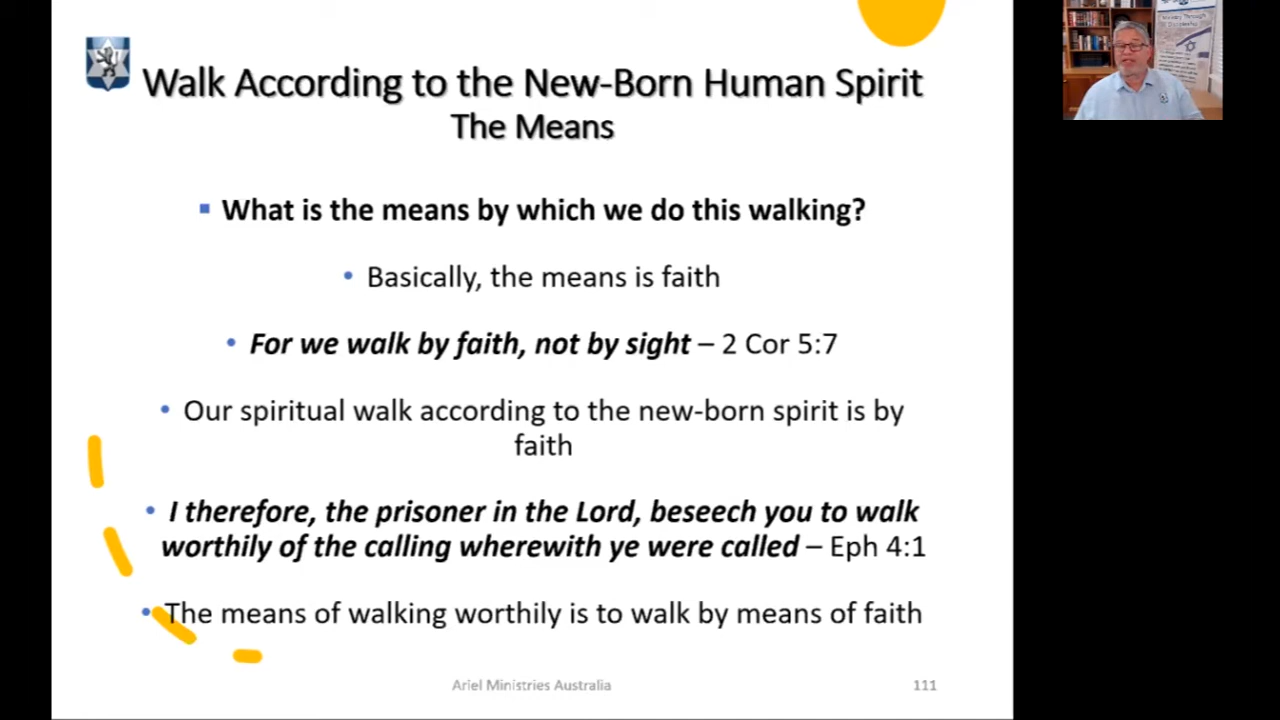 Walk According to the New-Born Human Spirit
The Means
What is the means by which we do this walking?
Basically, the means is faith
For we walk by faith, not by sight – 2 Cor 5:7
Our spiritual walk according to the new-born spirit is by
faith
I therefore, the prisoner in the Lord, beseech you to walk
worthily of the calling wherewith ye were called – Eph 4:1
The means of walking worthily is to walk by means of faith
Ariel Ministries Australia
111